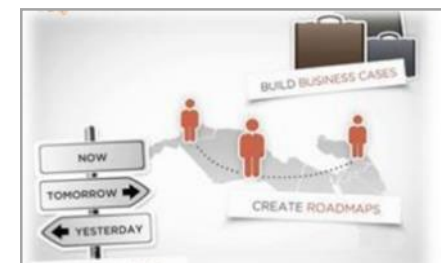 BUILD BUSINESS CASES
NOW
TOMORROW
YESTERDAY
CREATE ROADMAPS